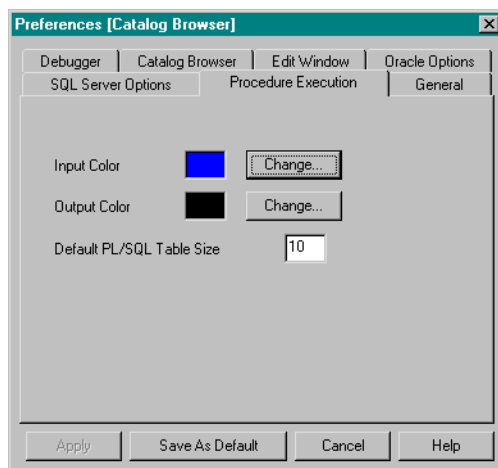 Preferences [Catalog Browser]
Debugger Catalog Browser Edit Window Oracle Options
SQL Server Options Procedure Execution General
Input Color Change...
Output Color Change...
Default PL/SQL Table Size 10
Apply Save As Default Cancel Help